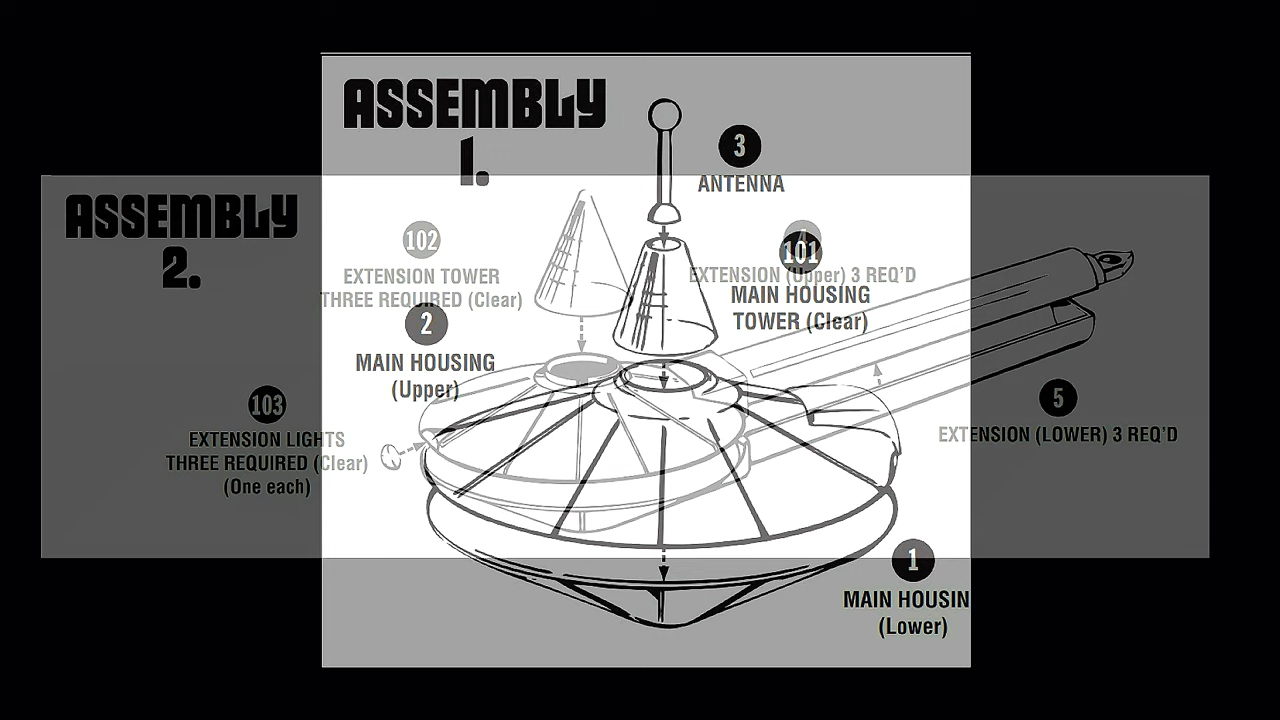 ASSEMBLY
1.
3
ANTENNA
ASSEMBLY
2.
102
EXTENSION TOWER
THREE REQUIRED (Clear)
4
EXTENSION (Upper) 3 REQ'D
101
MAIN HOUSING
TOWER (Clear)
2
MAIN HOUSING
(Upper)
103
EXTENSION LIGHTS
THREE REQUIRED (Clear)
(One each)
5
EXTENSION (LOWER) 3 REQ'D
1
MAIN HOUSIN
(Lower)